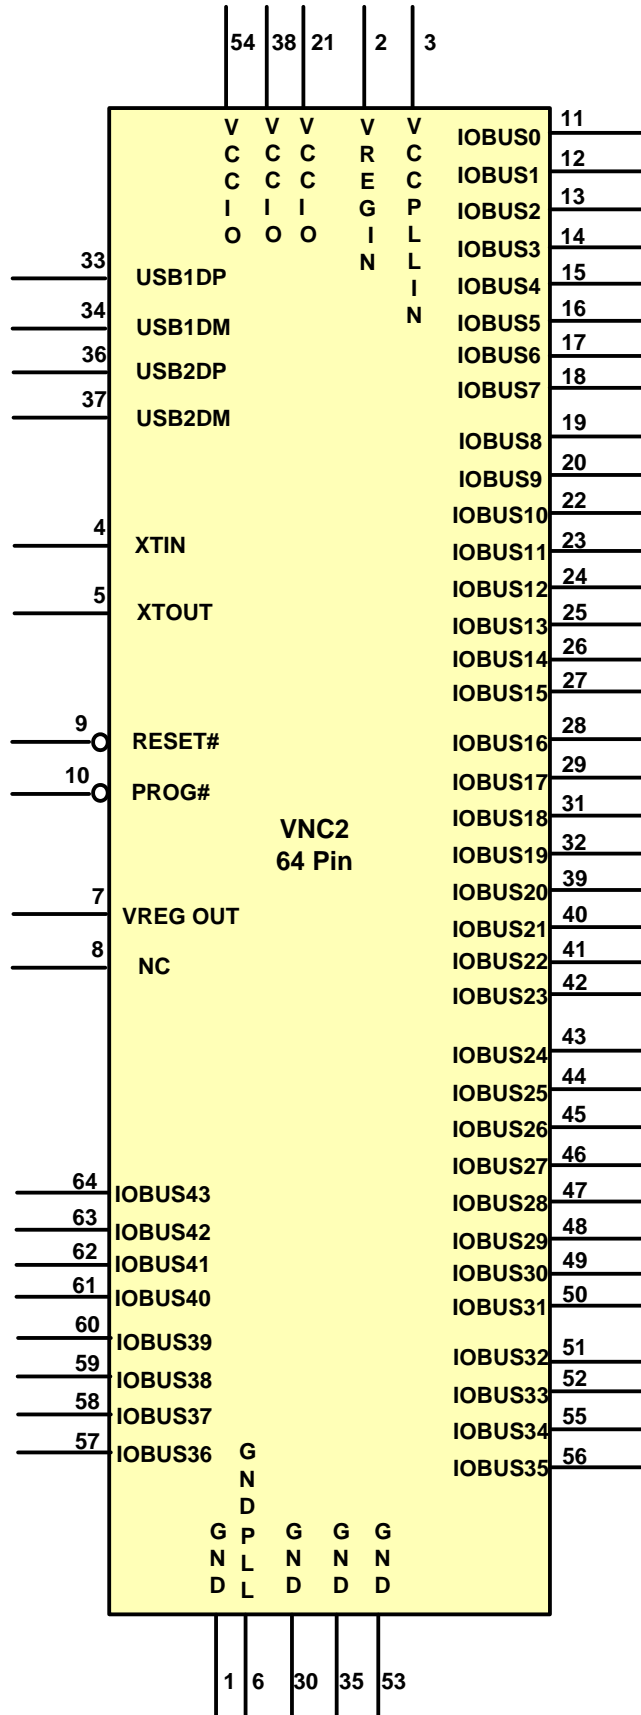 54 38 21 2 3
VCCIO VCCIO VCCIO VREGIN VCCPLLIN
33 USB1DP
34 USB1DM
36 USB2DP
37 USB2DM
4 XTIN
5 XTOUT
9 RESET#
10 PROG#
7 VREG OUT
8 NC
64 IOBUS43
63 IOBUS42
62 IOBUS41
61 IOBUS40
60 IOBUS39
59 IOBUS38
58 IOBUS37
57 IOBUS36
VNC2
64 Pin
IOBUS0 11
IOBUS1 12
IOBUS2 13
IOBUS3 14
IOBUS4 15
IOBUS5 16
IOBUS6 17
IOBUS7 18
IOBUS8 19
IOBUS9 20
IOBUS10 22
IOBUS11 23
IOBUS12 24
IOBUS13 25
IOBUS14 26
IOBUS15 27
IOBUS16 28
IOBUS17 29
IOBUS18 31
IOBUS19 32
IOBUS20 39
IOBUS21 40
IOBUS22 41
IOBUS23 42
IOBUS24 43
IOBUS25 44
IOBUS26 45
IOBUS27 46
IOBUS28 47
IOBUS29 48
IOBUS30 49
IOBUS31 50
IOBUS32 51
IOBUS33 52
IOBUS34 55
IOBUS35 56
GND GNDPLL GND GND GND
1 6 30 35 53